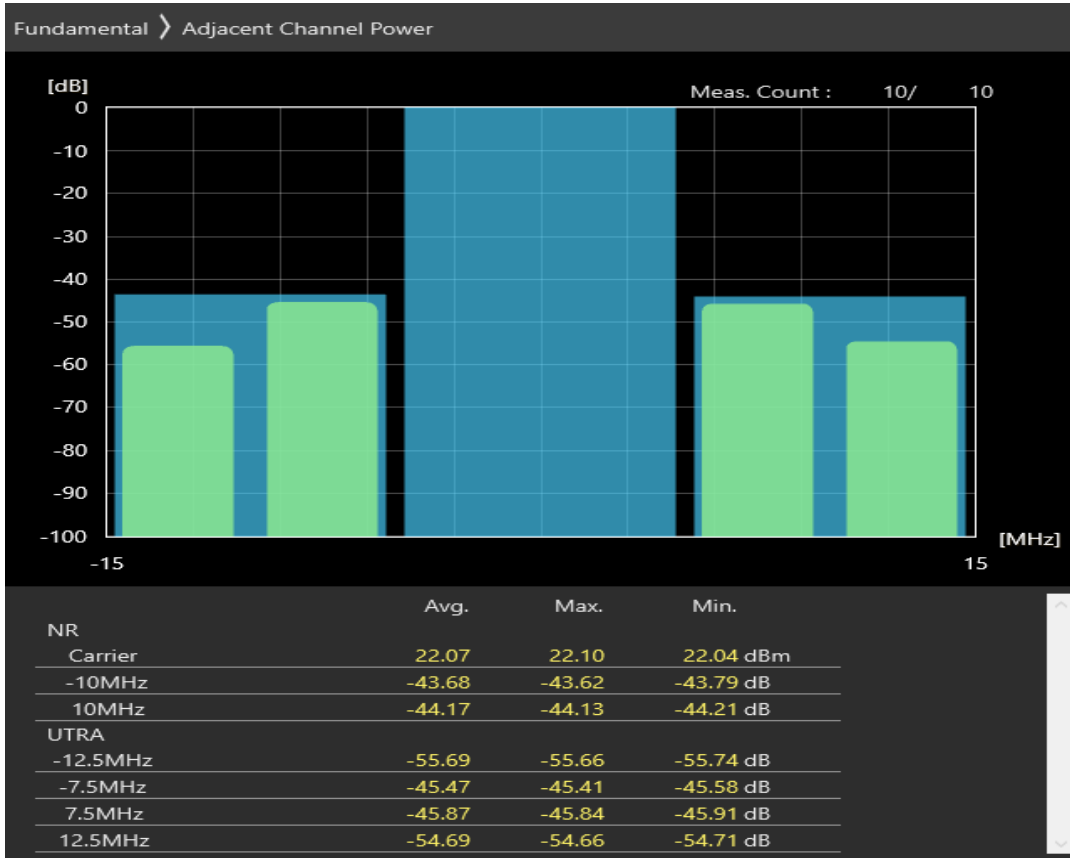 Fundamental 〉 Adjacent Channel Power
[dB]
Meas. Count : 10/ 10
0
-10
-20
-30
-40
-50
-60
-70
-80
-90
-100
[MHz]
-15 15
Avg. Max. Min.
NR
Carrier 22.07 22.10 22.04 dBm
-10MHz -43.68 -43.62 -43.79 dB
10MHz -44.17 -44.13 -44.21 dB
UTRA
-12.5MHz -55.69 -55.66 -55.74 dB
-7.5MHz -45.47 -45.41 -45.58 dB
7.5MHz -45.87 -45.84 -45.91 dB
12.5MHz -54.69 -54.66 -54.71 dB